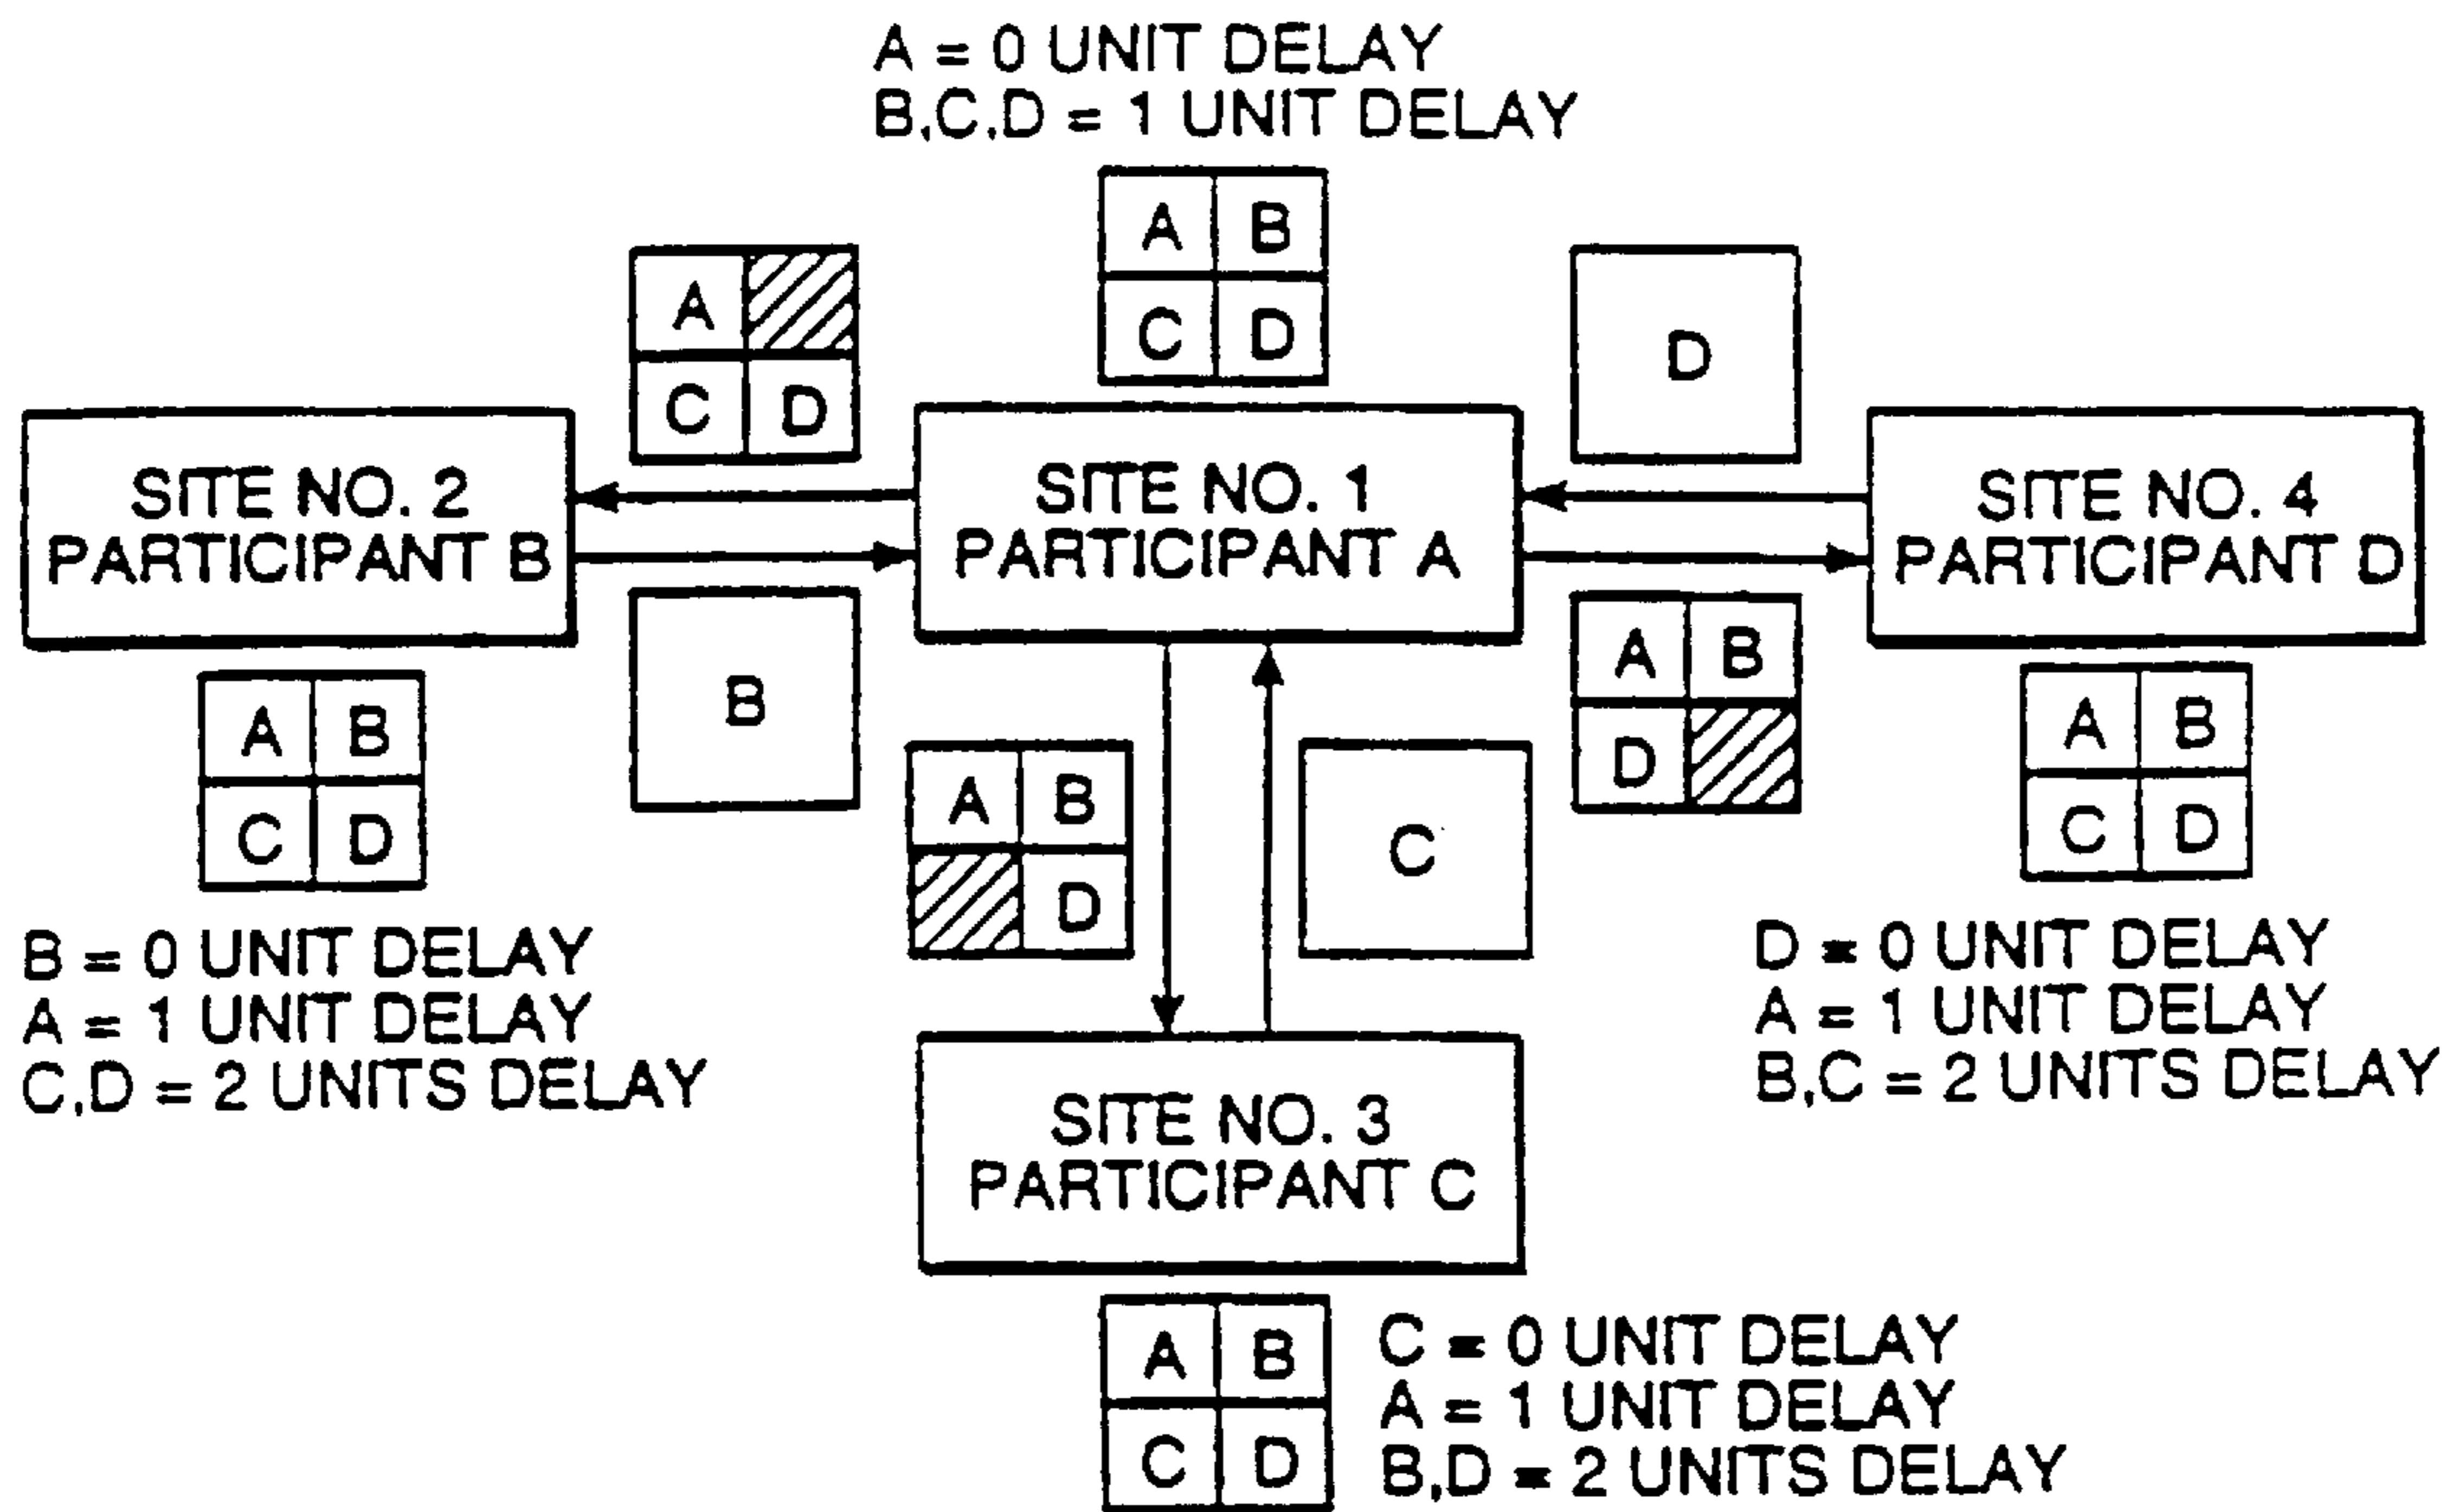 A = 0 UNIT DELAY
B,C,D = 1 UNIT DELAY
A B
C D
A
C D
D
SITE NO. 2
PARTICIPANT B
SITE NO. 1
PARTICIPANT A
SITE NO. 4
PARTICIPANT D
A B
C D
B
A B
D
C
A B
D
A B
C D
B = 0 UNIT DELAY
A = 1 UNIT DELAY
C,D = 2 UNITS DELAY
D = 0 UNIT DELAY
A = 1 UNIT DELAY
B,C = 2 UNITS DELAY
SITE NO. 3
PARTICIPANT C
A B
C D
C = 0 UNIT DELAY
A = 1 UNIT DELAY
B,D = 2 UNITS DELAY